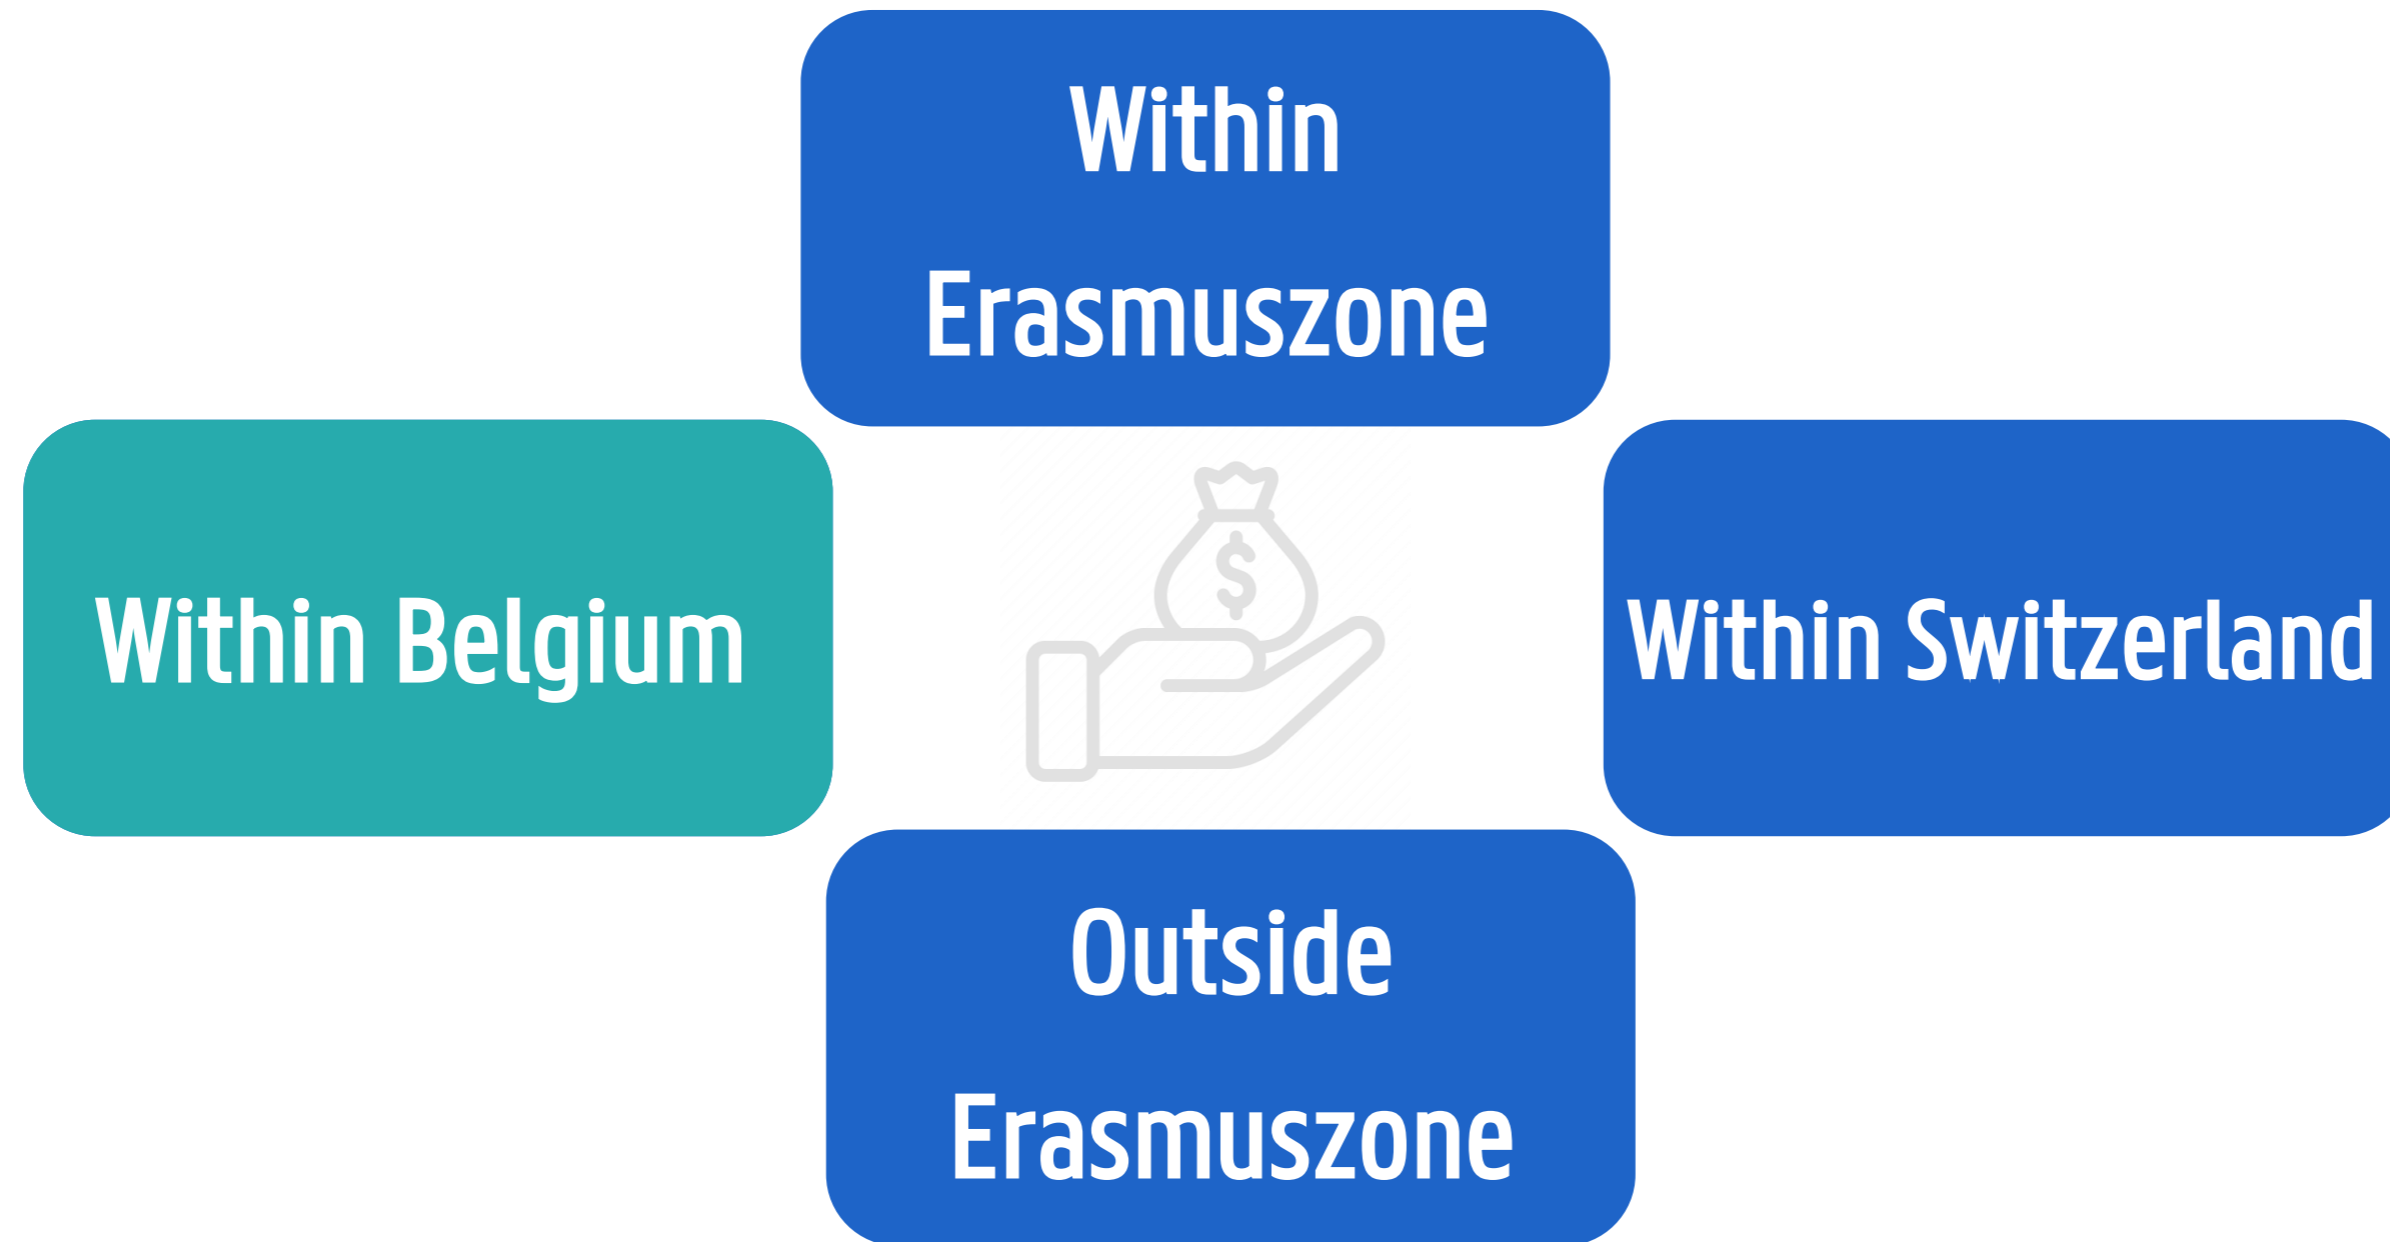 Within
Erasmuszone
Within Belgium
$
Within Switzerland
Outside
Erasmuszone